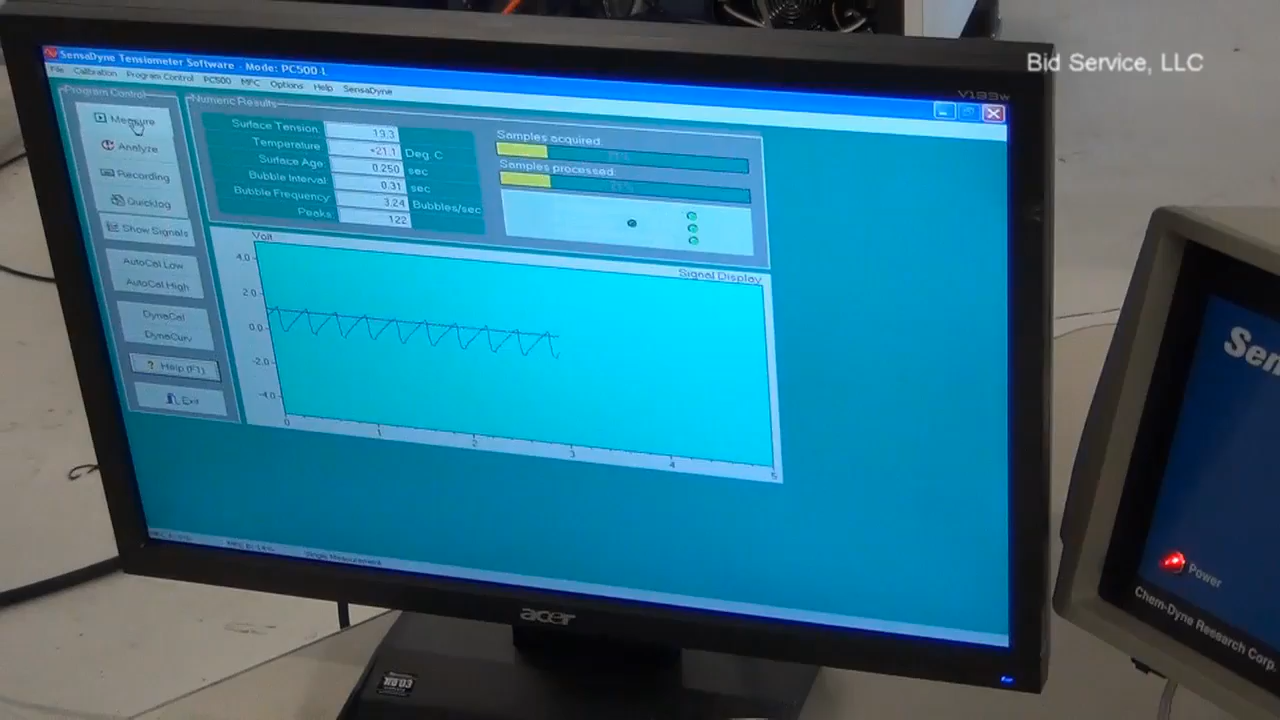 Bid Service, LLC
V193W
SensaDyne Tensiometer Software - Mode: PC500-L
File Calibration Program Control PC500 MFC Options Help SensaDyne
Program Control
Measure
Analyze
Recording
Quicklog
Show Signals
AutoCal Low
AutoCal High
DynaCal
DynaCurv
? Help (F1)
Exit
Numeric Results
Surface Tension: 19.3
Temperature: +21.1 Deg. C
Surface Age: 0.250 sec
Bubble Interval: 0.31 sec
Bubble Frequency: 3.24 Bubbles/sec
Peaks: 122
Samples acquired:
Samples processed:
Volt
Signal Display
4.0
2.0
0.0
-2.0
-4.0
0 1 2 3 4 5
Single Measurement
acer
Sen
Power
Chem-Dyne Research Corp.